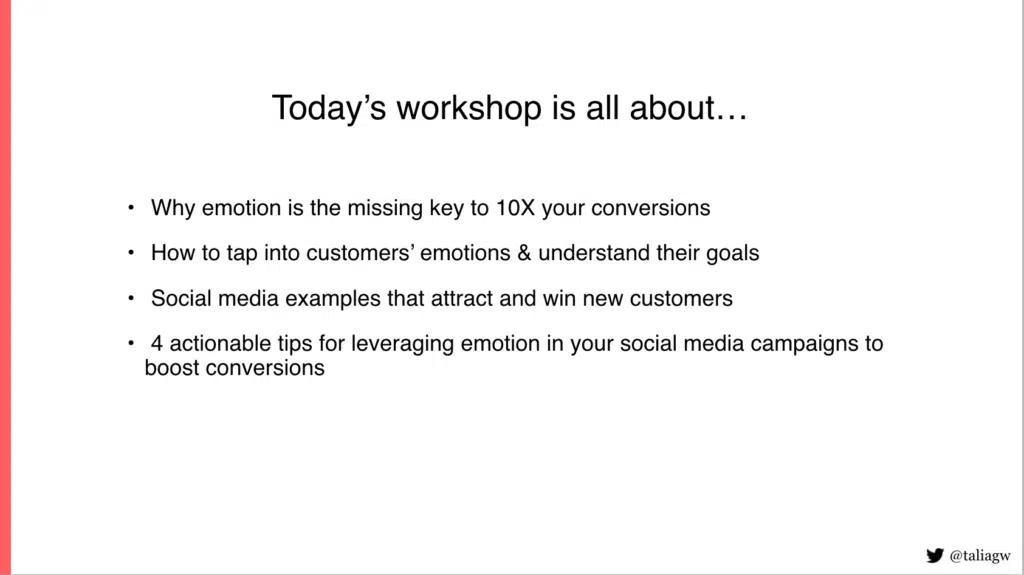 Today’s workshop is all about…
• Why emotion is the missing key to 10X your conversions
• How to tap into customers’ emotions & understand their goals
• Social media examples that attract and win new customers
• 4 actionable tips for leveraging emotion in your social media campaigns to
boost conversions
@taliagw